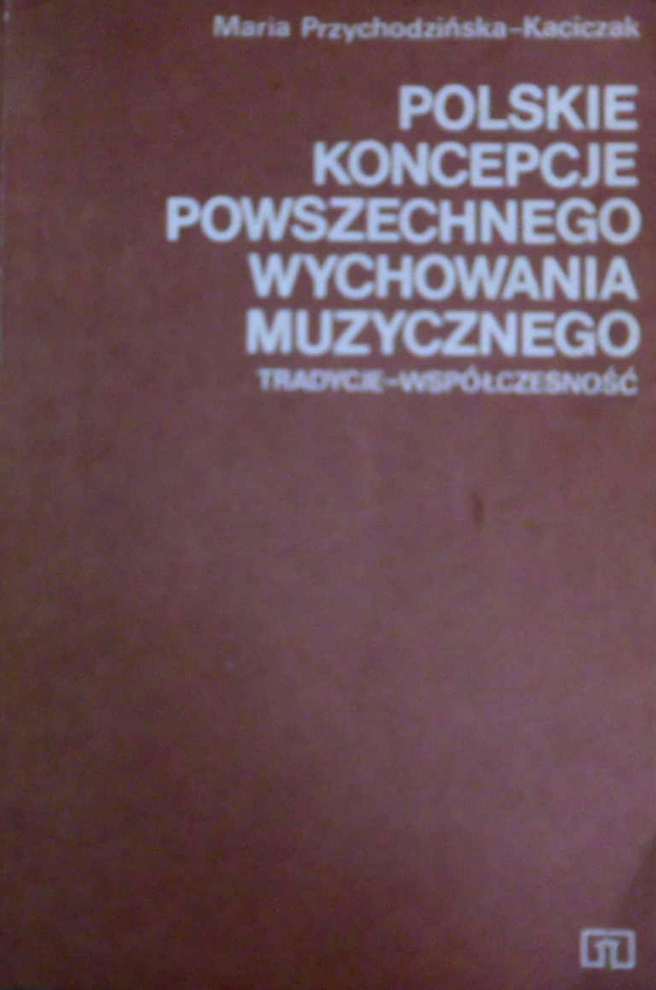 Maria Przychodzińska-Kaciczak
POLSKIE
KONCEPCJE
POWSZECHNEGO
WYCHOWANIA
MUZYCZNEGO
TRADYCJE-WSPÓŁCZESNOŚĆ